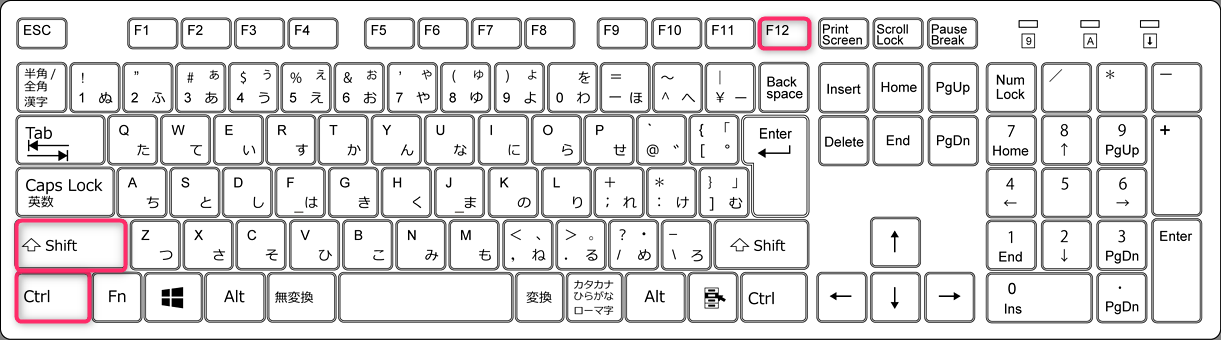 ESC F1 F2 F3 F4 F5 F6 F7 F8 F9 F10 F11 F12 Print Screen Scroll Lock Pause Break 9 A
半角/全角 漢字 ! 1 ぬ " 2 ふ # ぁ 3 あ $ ぅ 4 う % ぇ 5 え & ぉ 6 お ' ゃ 7 や ( ゅ 8 ゆ ) ょ 9 よ を 0 わ = ー ほ ～ ^ へ | ¥ ー Back space Insert Home PgUp Num Lock ／ * ー
Tab Q た W て E い R す T か Y ん U な I に O ら P せ ` @ ゛ { 「 [ ° Enter Delete End PgDn 7 Home 8 ↑ 9 PgUp +
Caps Lock 英数 A ち S と D し F _ は G き H く J _ ま K の L り + ; れ * : け } 」 ] む 4 ← 5 6 →
Shift Z つ X さ C そ V ひ B こ N み M も < 、 , ね > 。 . る ? ・ / め _ \ ろ Shift ↑ 1 End 2 ↓ 3 PgDn Enter
Ctrl Fn Alt 無変換 変換 カタカナ ひらがな ローマ字 Alt Ctrl ← ↓ → 0 Ins . PgDn